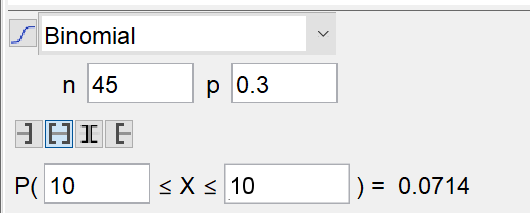 Binomial
n 45 p 0.3
P( 10 ≤ X ≤ 10 ) = 0.0714